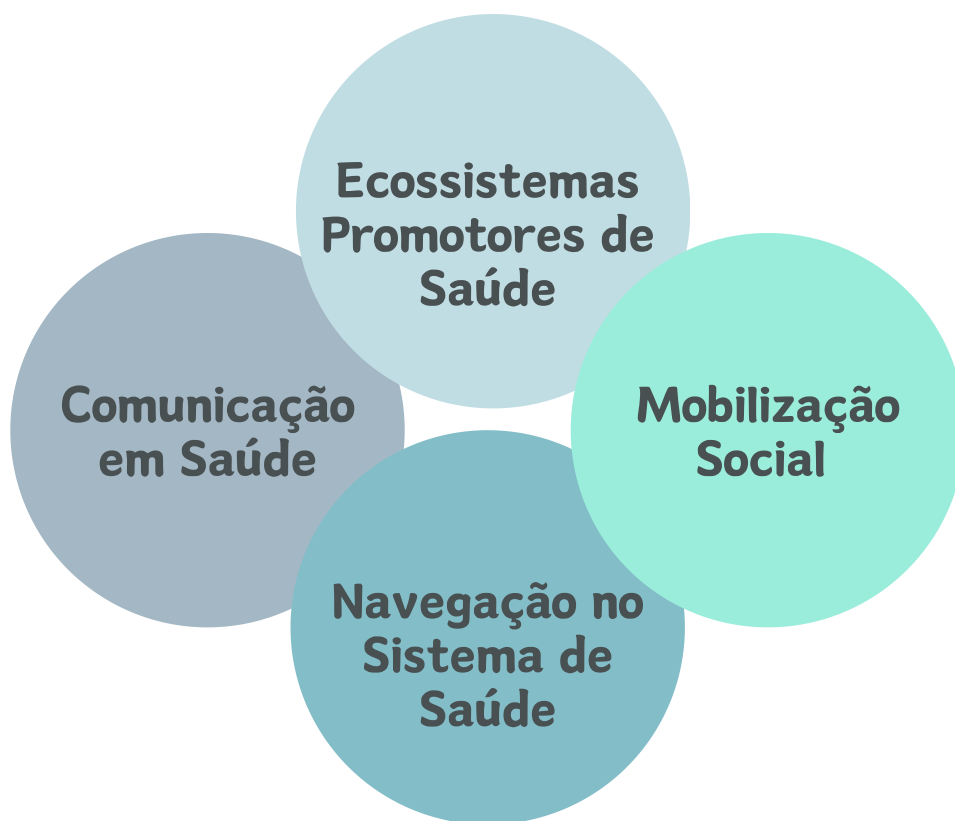 Ecossistemas
Promotores de
Saúde
Comunicação
em Saúde
Mobilização
Social
Navegação no
Sistema de
Saúde